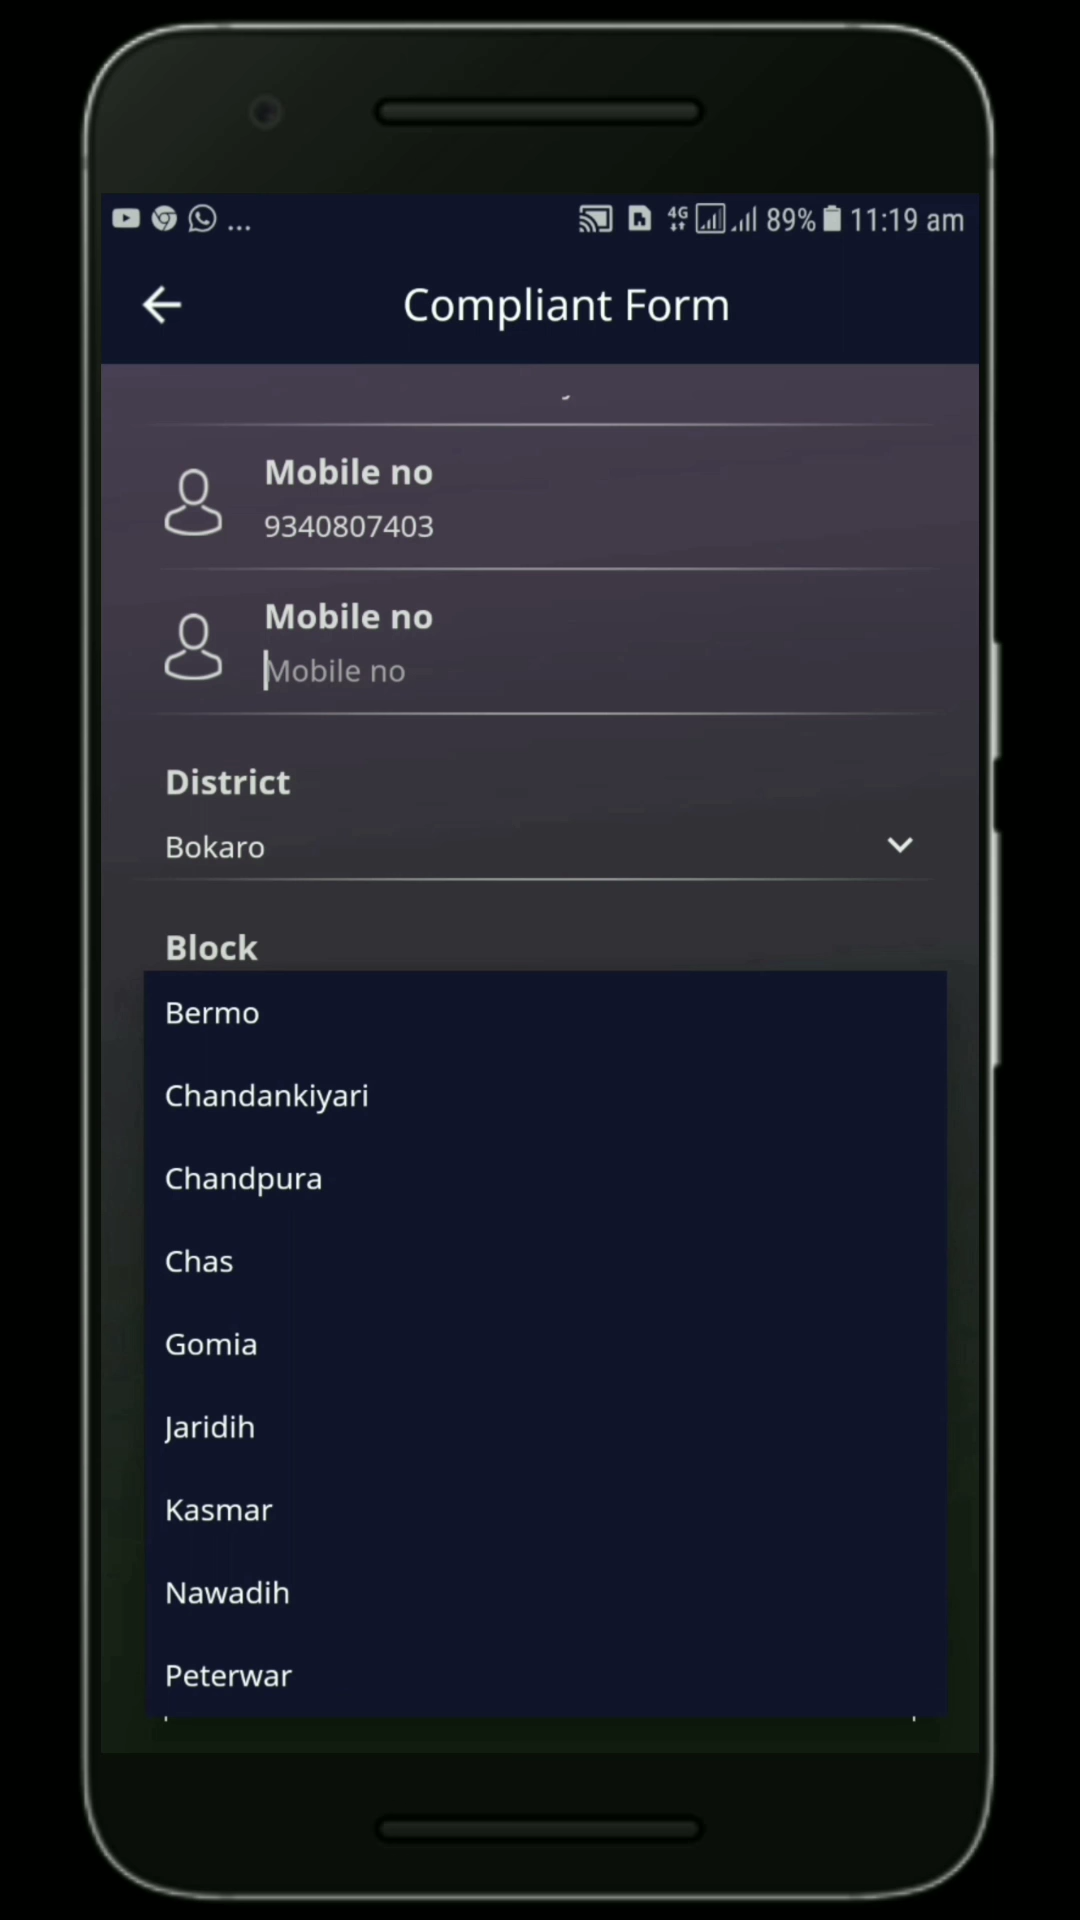 ... 89% 11:19 am
4G
Compliant Form
Mobile no
9340807403
Mobile no
Mobile no
District
Bokaro
Block
Bermo
Chandankiyari
Chandpura
Chas
Gomia
Jaridih
Kasmar
Nawadih
Peterwar